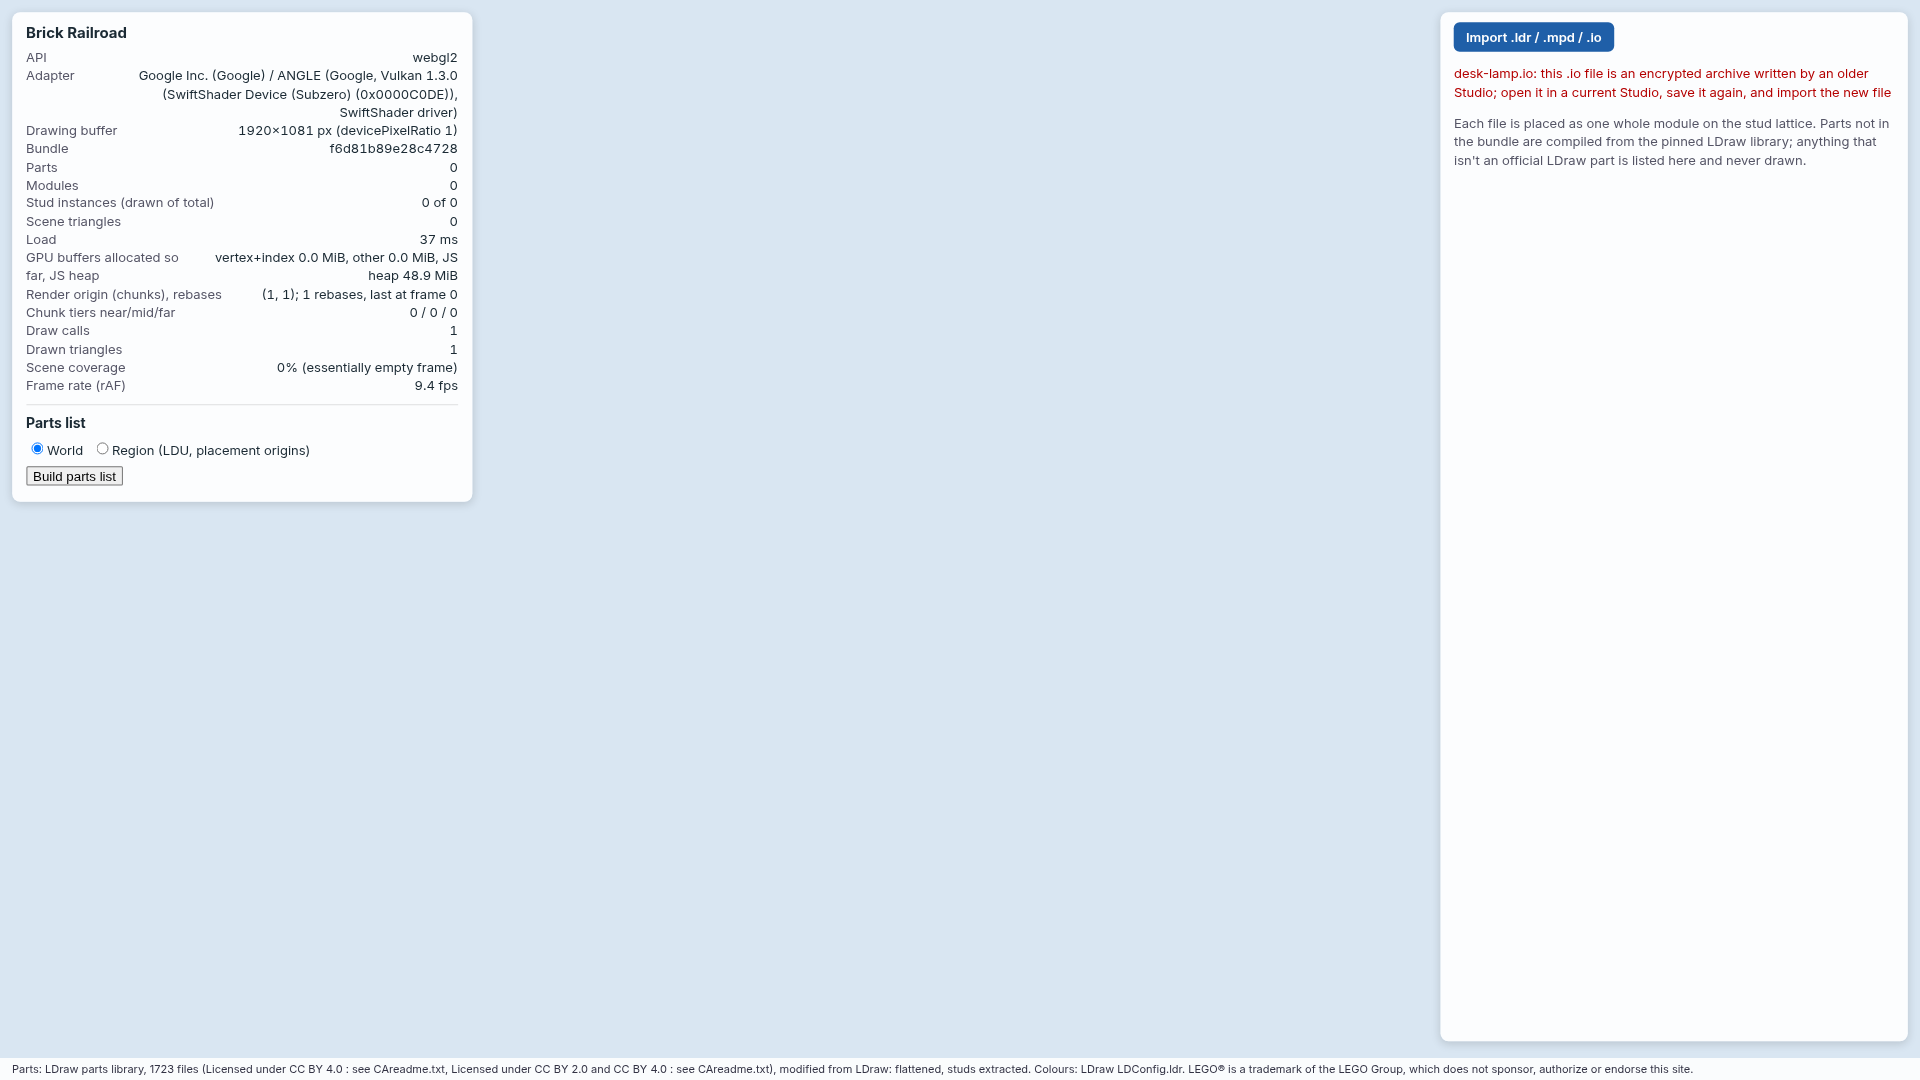 Brick Railroad
API webgl2
Adapter Google Inc. (Google) / ANGLE (Google, Vulkan 1.3.0
(SwiftShader Device (Subzero) (0x0000C0DE)),
SwiftShader driver)
Drawing buffer 1920×1081 px (devicePixelRatio 1)
Bundle f6d81b89e28c4728
Parts 0
Modules 0
Stud instances (drawn of total) 0 of 0
Scene triangles 0
Load 37 ms
GPU buffers allocated so vertex+index 0.0 MiB, other 0.0 MiB, JS
far, JS heap heap 48.9 MiB
Render origin (chunks), rebases (1, 1); 1 rebases, last at frame 0
Chunk tiers near/mid/far 0 / 0 / 0
Draw calls 1
Drawn triangles 1
Scene coverage 0% (essentially empty frame)
Frame rate (rAF) 9.4 fps
Parts list
World Region (LDU, placement origins)
Build parts list
Import .ldr / .mpd / .io
desk-lamp.io: this .io file is an encrypted archive written by an older
Studio; open it in a current Studio, save it again, and import the new file
Each file is placed as one whole module on the stud lattice. Parts not in
the bundle are compiled from the pinned LDraw library; anything that
isn't an official LDraw part is listed here and never drawn.
Parts: LDraw parts library, 1723 files (Licensed under CC BY 4.0 : see CAreadme.txt, Licensed under CC BY 2.0 and CC BY 4.0 : see CAreadme.txt), modified from LDraw: flattened, studs extracted. Colours: LDraw LDConfig.ldr. LEGO® is a trademark of the LEGO Group, which does not sponsor, authorize or endorse this site.